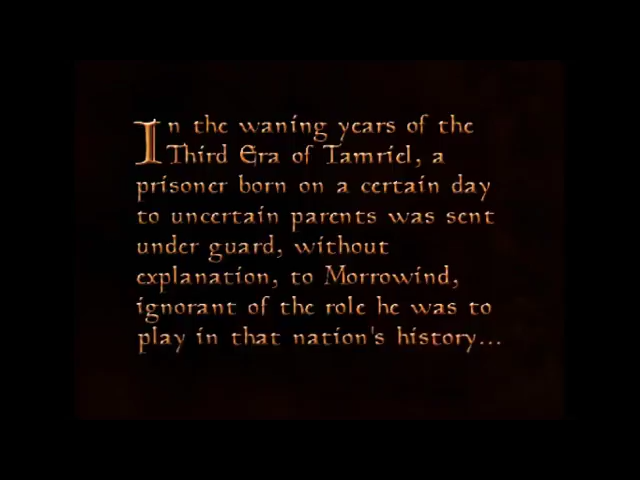 In the waning years of the
Third Era of Tamriel, a
prisoner born on a certain day
to uncertain parents was sent
under guard, without
explanation, to Morrowind,
ignorant of the role he was to
play in that nation's history...